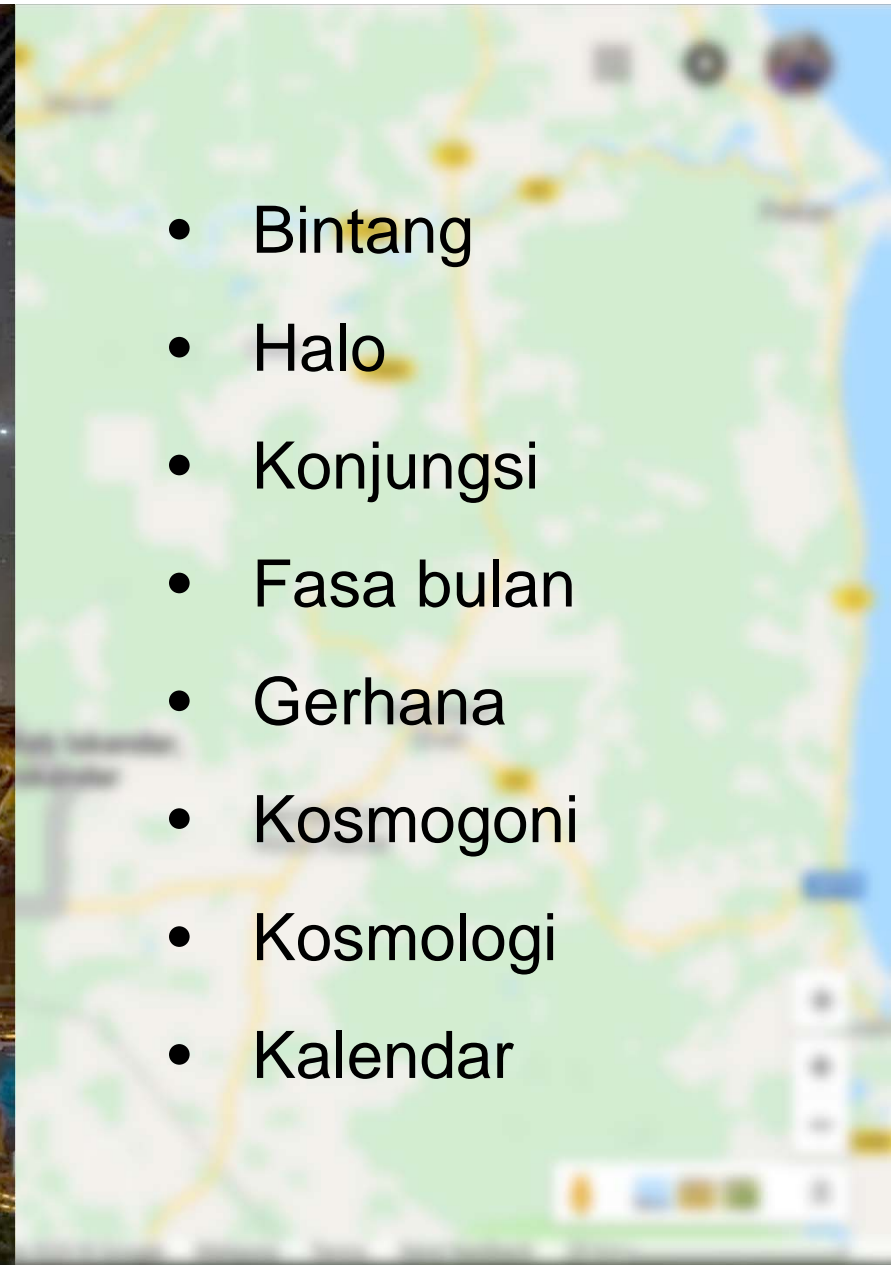 • Bintang
• Halo
• Konjungsi
• Fasa bulan
• Gerhana
• Kosmogoni
• Kosmologi
• Kalendar